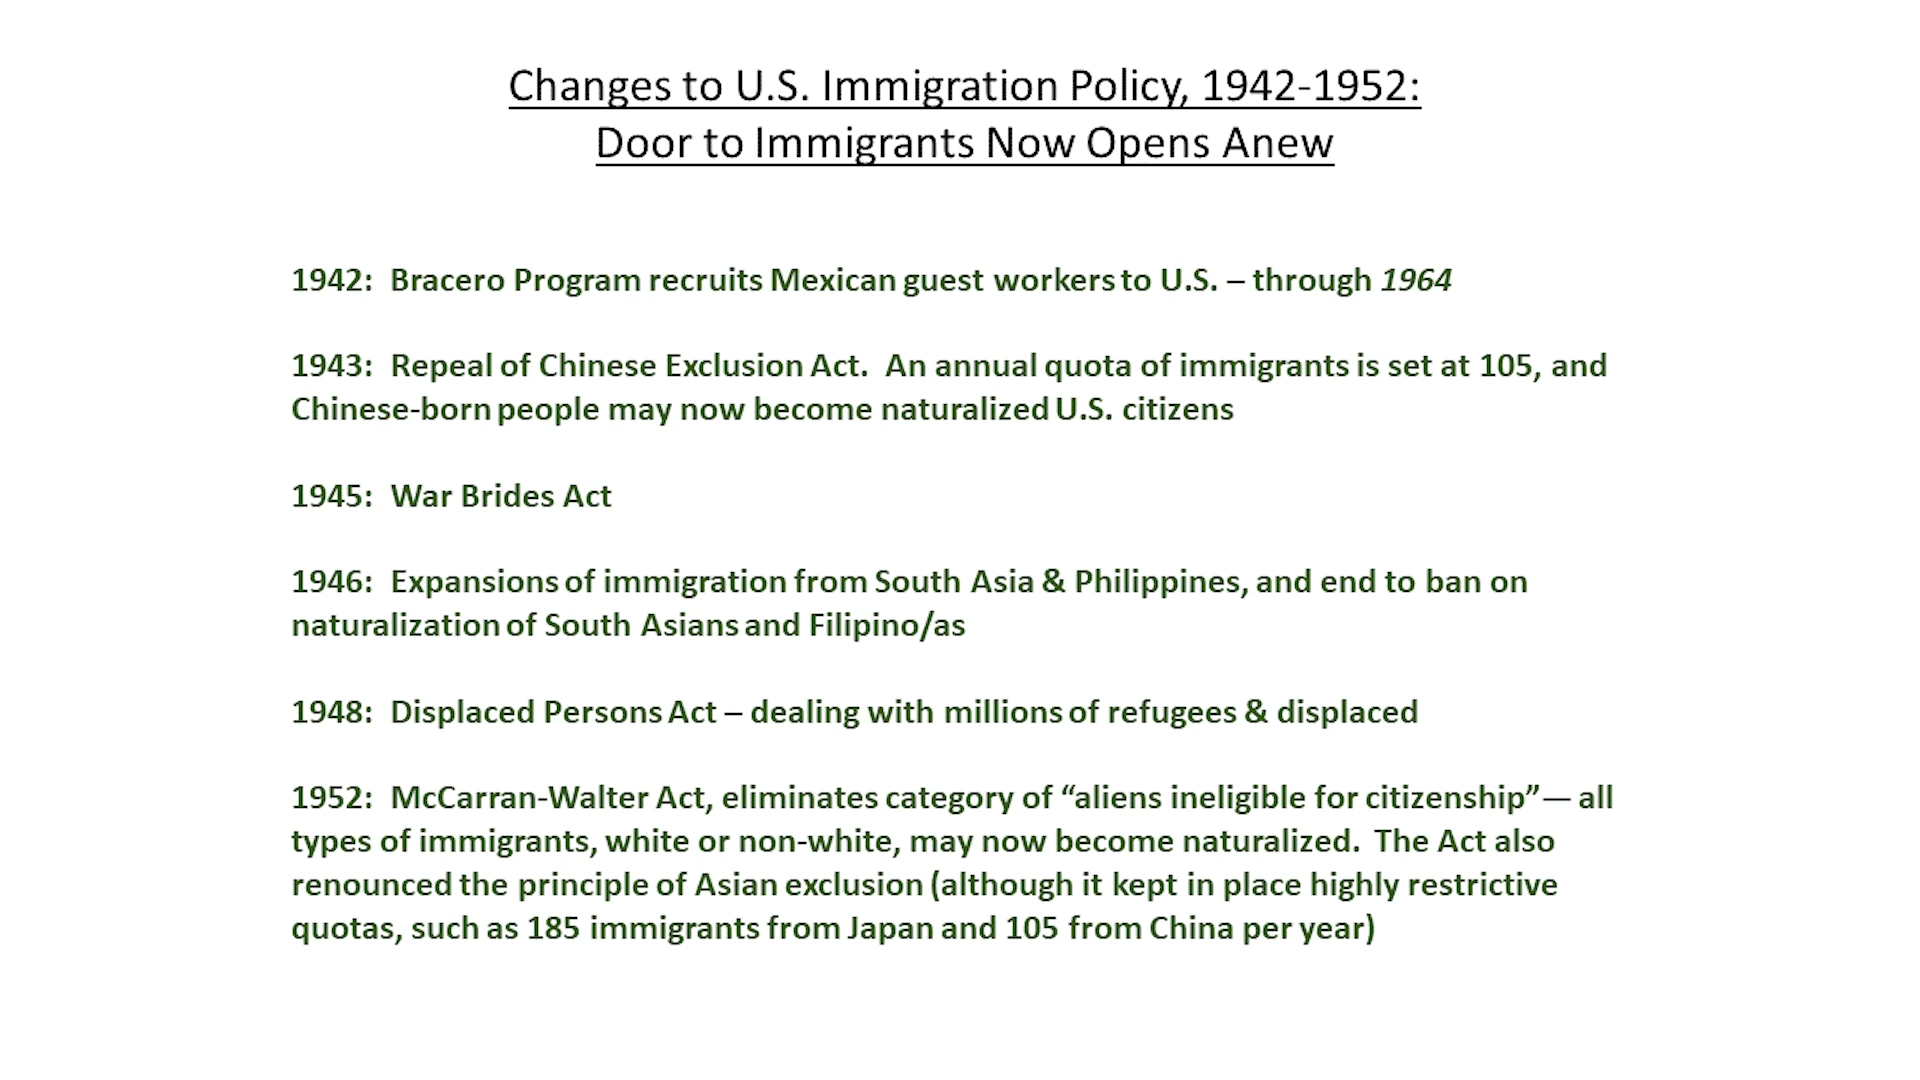 Changes to U.S. Immigration Policy, 1942-1952:
Door to Immigrants Now Opens Anew
1942: Bracero Program recruits Mexican guest workers to U.S. – through 1964
1943: Repeal of Chinese Exclusion Act. An annual quota of immigrants is set at 105, and
Chinese-born people may now become naturalized U.S. citizens
1945: War Brides Act
1946: Expansions of immigration from South Asia & Philippines, and end to ban on
naturalization of South Asians and Filipino/as
1948: Displaced Persons Act – dealing with millions of refugees & displaced
1952: McCarran-Walter Act, eliminates category of “aliens ineligible for citizenship”— all
types of immigrants, white or non-white, may now become naturalized. The Act also
renounced the principle of Asian exclusion (although it kept in place highly restrictive
quotas, such as 185 immigrants from Japan and 105 from China per year)